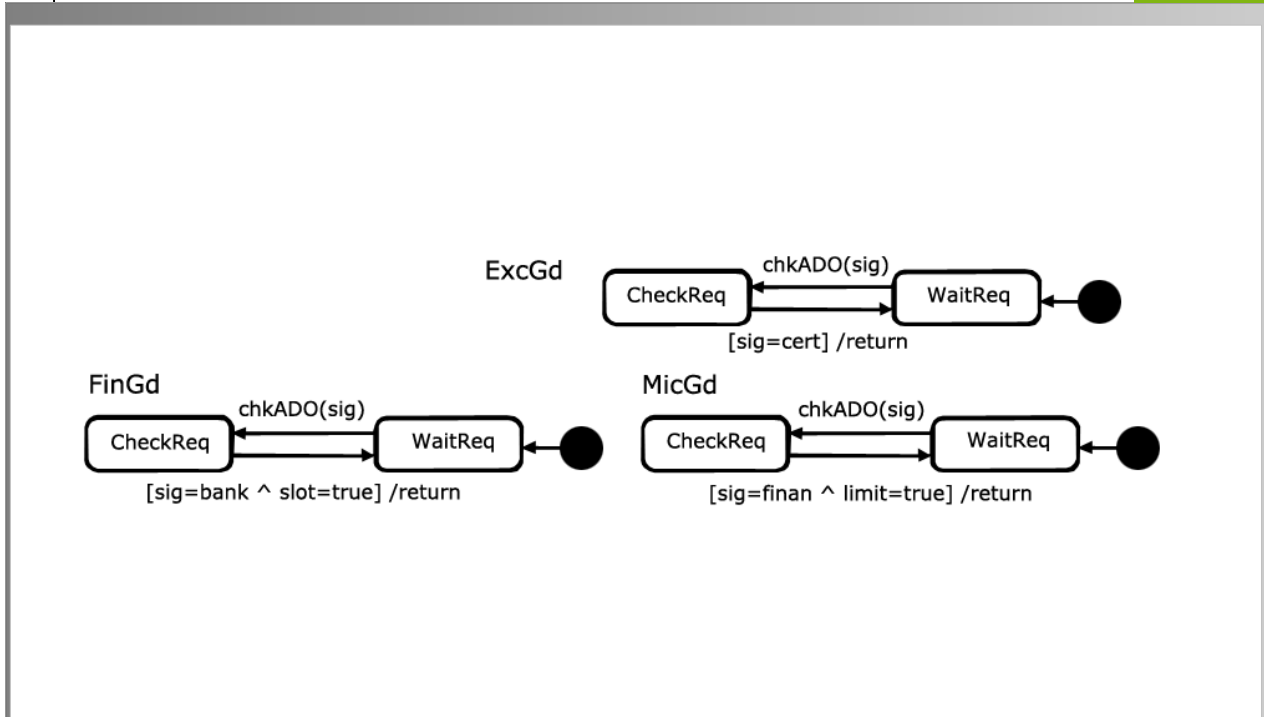 ExcGd
chkADO(sig)
CheckReq
WaitReq
[sig=cert] /return
FinGd
chkADO(sig)
CheckReq
WaitReq
[sig=bank ^ slot=true] /return
MicGd
chkADO(sig)
CheckReq
WaitReq
[sig=finan ^ limit=true] /return